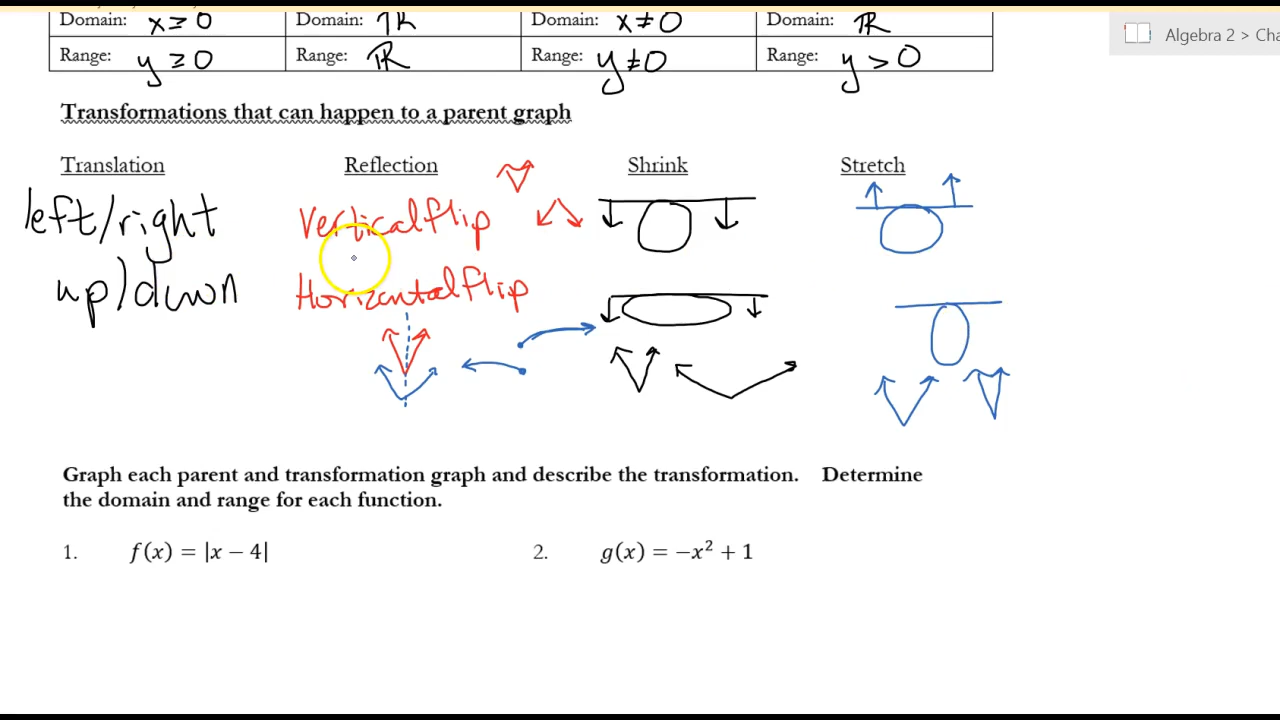 Domain: x ≥ 0 Domain: ℝ Domain: x ≠ 0 Domain: ℝ
Algebra 2 > Cha
Range: y ≥ 0 Range: ℝ Range: y ≠ 0 Range: y > 0
Transformations that can happen to a parent graph
Translation Reflection Shrink Stretch
left/right Vertical flip
up/down Horizontal flip
Graph each parent and transformation graph and describe the transformation. Determine
the domain and range for each function.
1. f(x) = |x − 4| 2. g(x) = −x² + 1